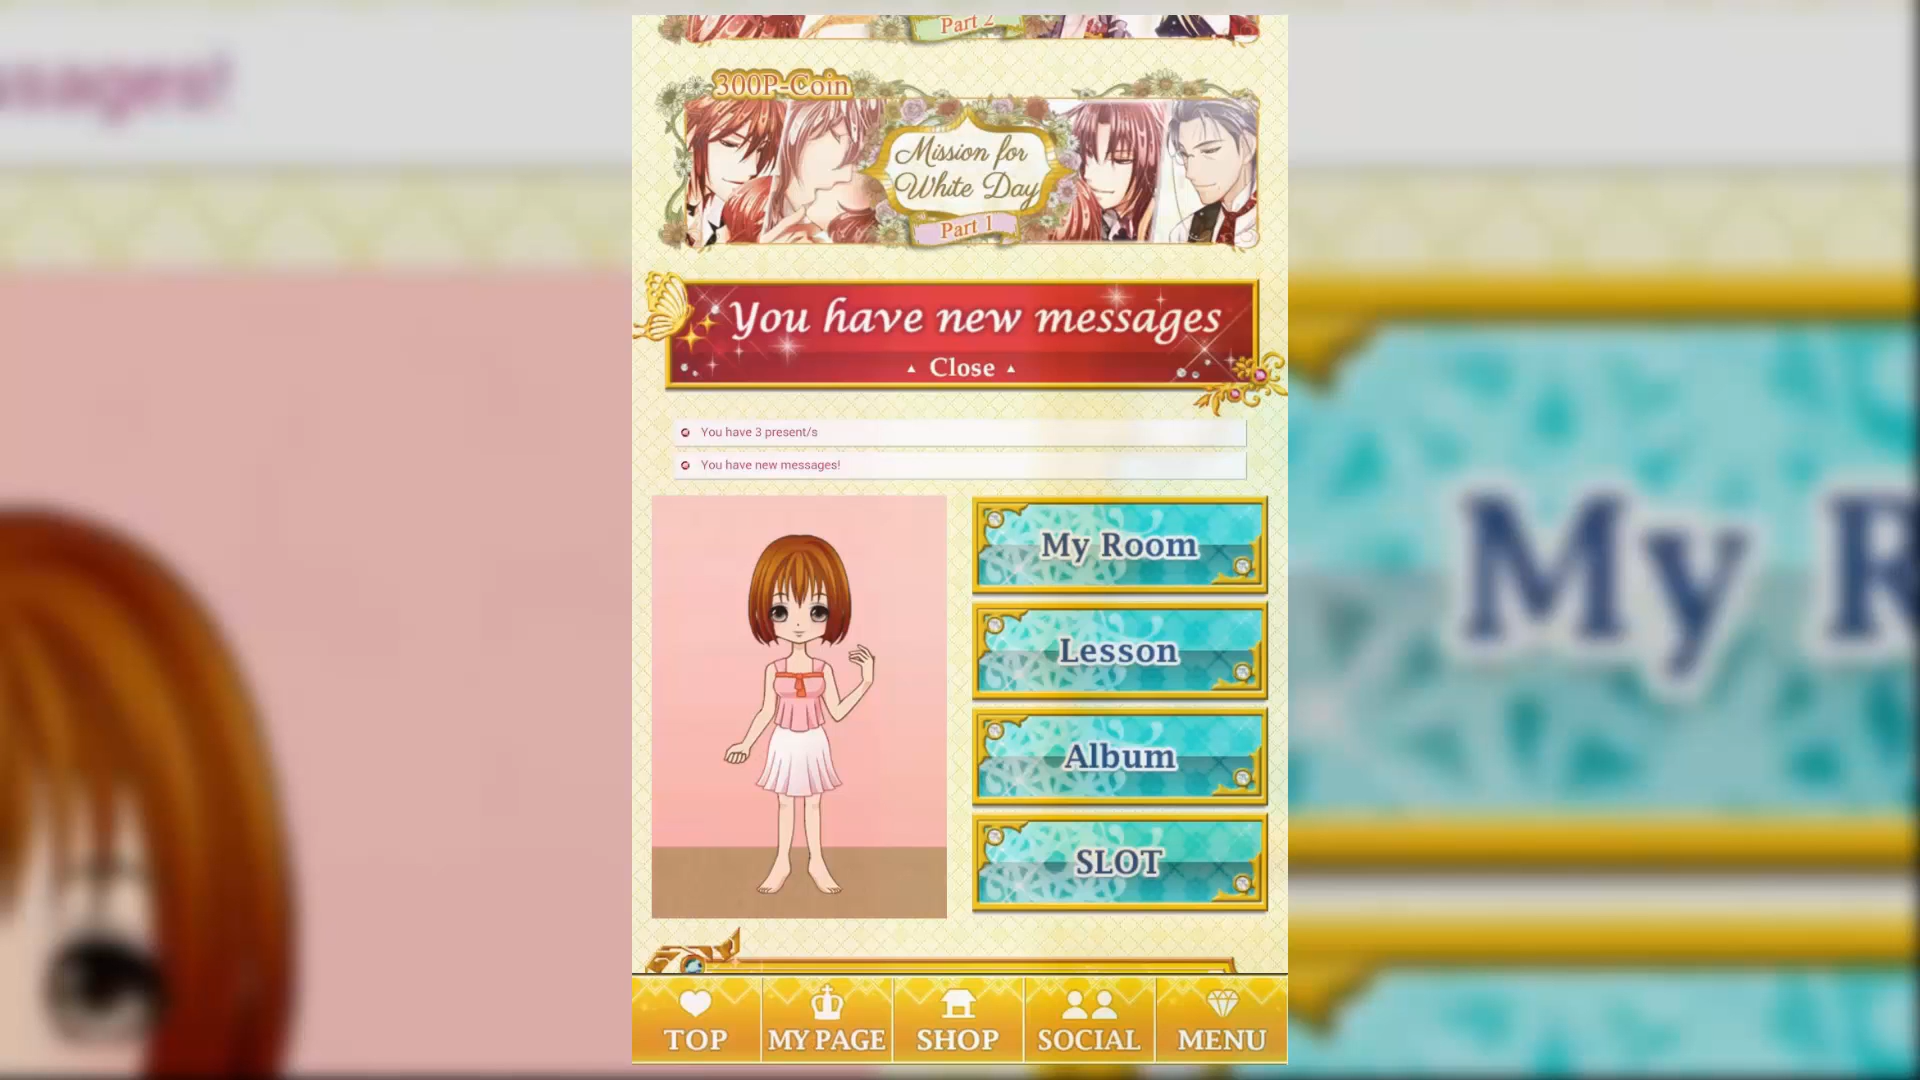 Part 2
300P-Coin
Mission for
White Day
Part 1
You have new messages
▲ Close ▲
You have 3 present/s
You have new messages!
My Room
Lesson
Album
SLOT
TOP
MY PAGE
SHOP
SOCIAL
MENU